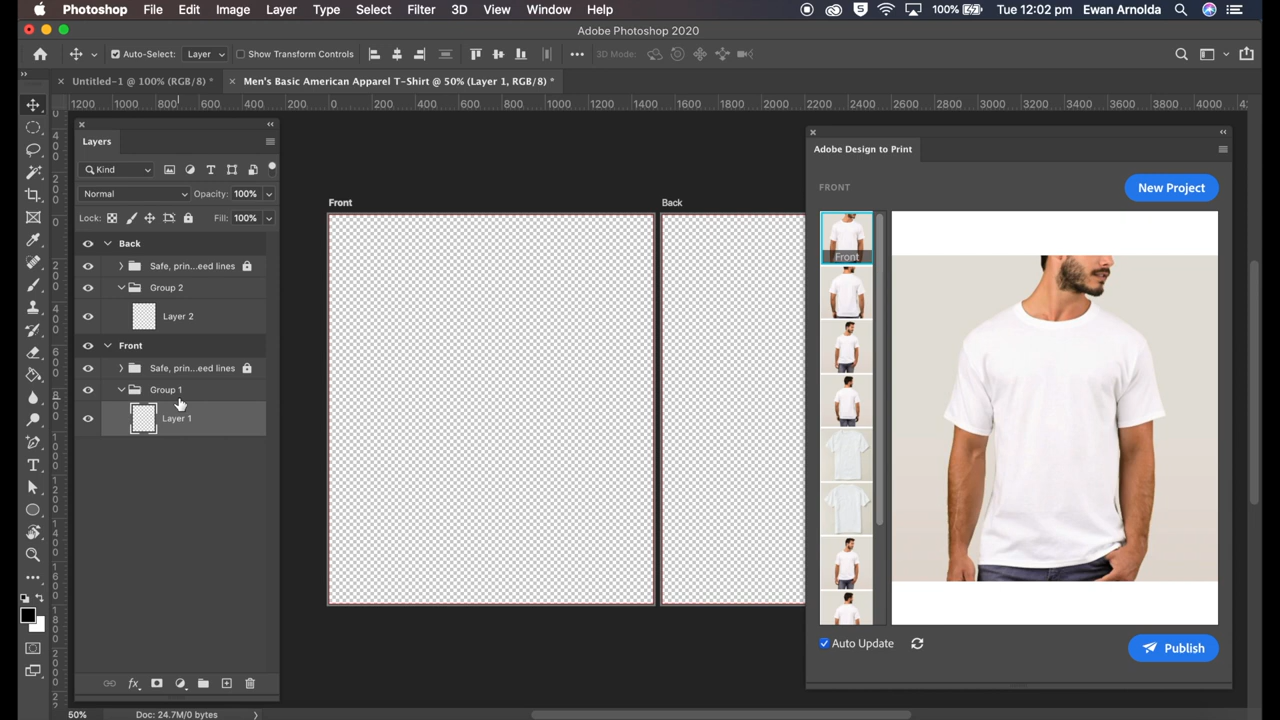 Photoshop File Edit Image Layer Type Select Filter 3D View Window Help 100% Tue 12:02 pm Ewan Arnolda
Adobe Photoshop 2020
Auto-Select: Layer Show Transform Controls ••• 3D Mode:
Untitled-1 @ 100% (RGB/8) * Men's Basic American Apparel T-Shirt @ 50% (Layer 1, RGB/8) *
1200 1000 800 600 400 200 0 200 400 600 800 1000 1200 1400 1600 1800 2000 2200 2400 2600 2800 3000 3200 3400 3600 3800 4000
Layers
Kind
Normal Opacity: 100%
Lock: Fill: 100%
Back
Safe, prin...eed lines
Group 2
Layer 2
Front
Safe, prin...eed lines
Group 1
Layer 1
Front Back
Adobe Design to Print
FRONT New Project
Front
Auto Update Publish
50% Doc: 24.7M/0 bytes